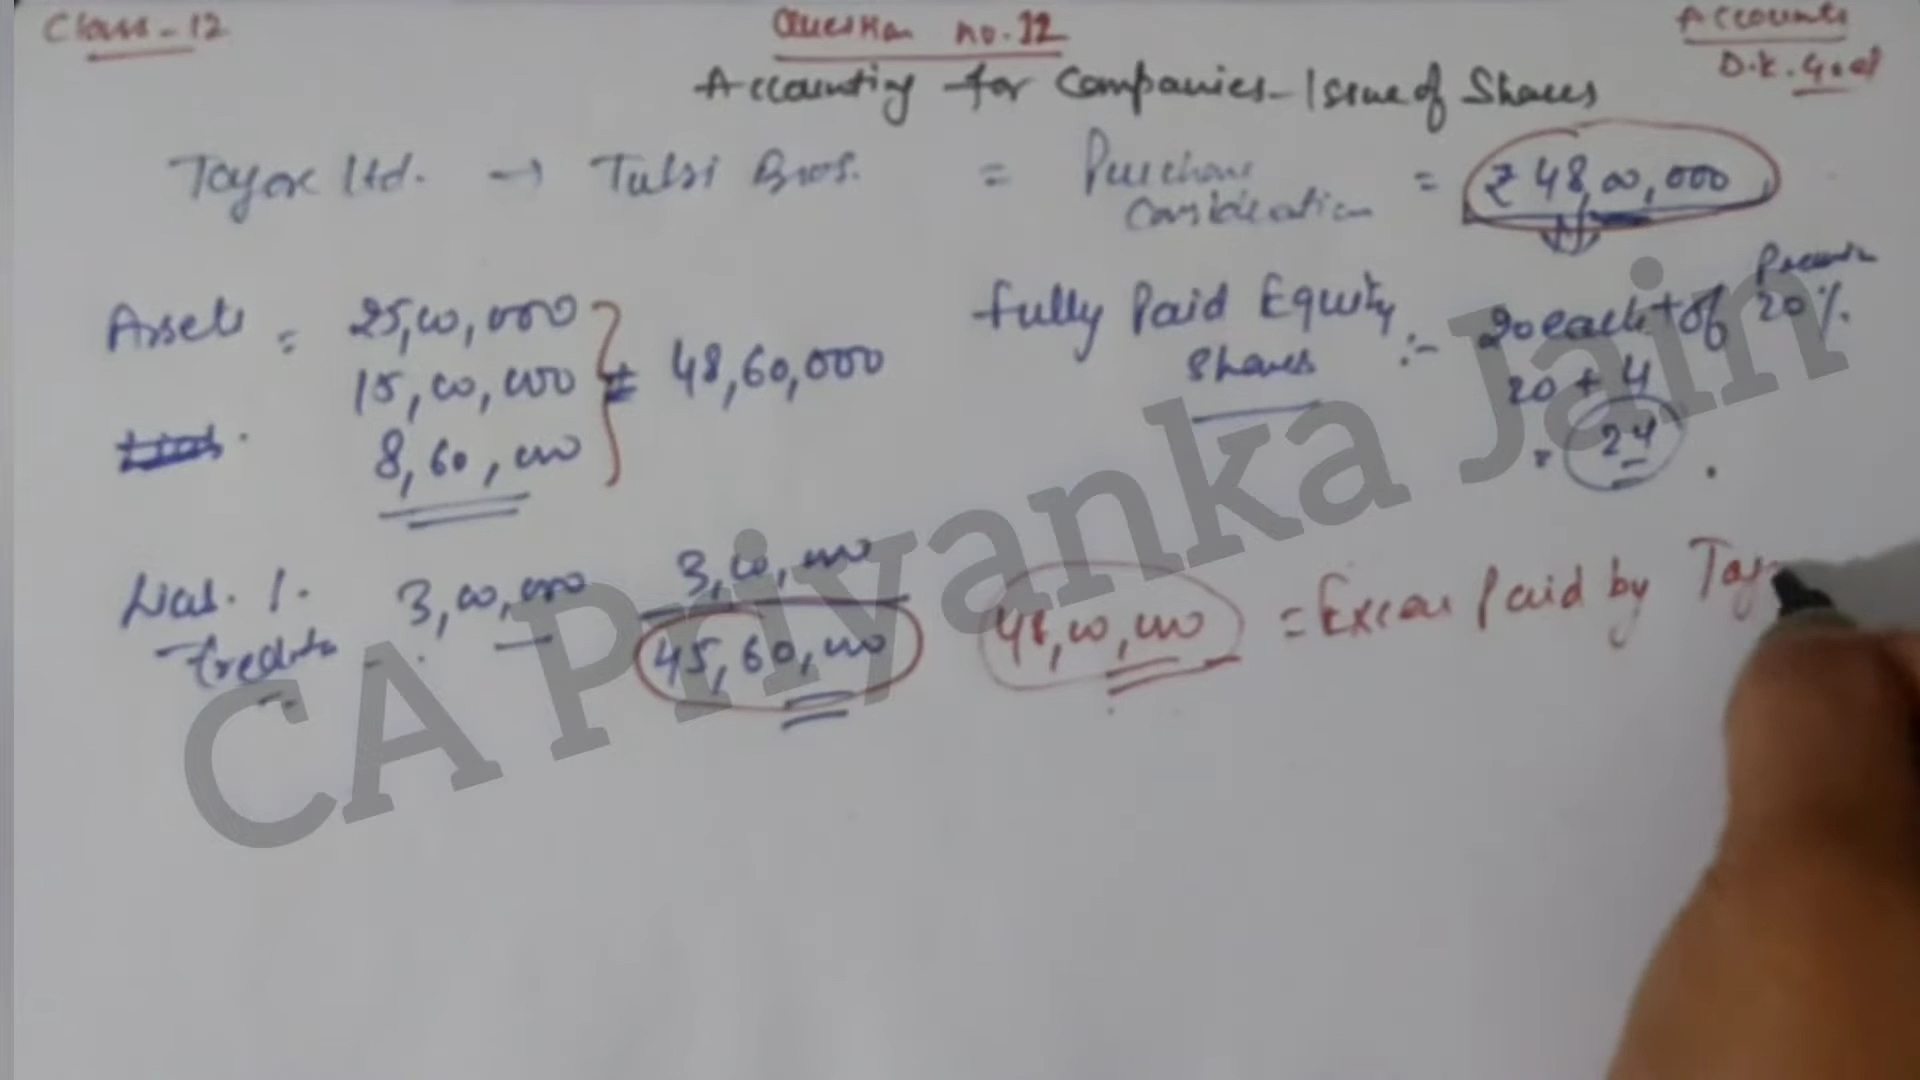 Class-12
Question no. 12
Accounts
D.K. Goel
Accounting for Companies - Issue of Shares
Tayor Ltd. → Tulsi Bros. = Purchase Consideration = ₹ 48,00,000
Assets = 25,00,000
15,00,000 = 48,60,000
8,60,000
Fully Paid Equity Shares :- 20 each + of Premium 20%.
20 + 4
= 24
Liab. 1. 3,00,000
Creditor
3,00,000
45,60,000
48,00,000 = Excess Paid by Tay
CA Priyanka Jain